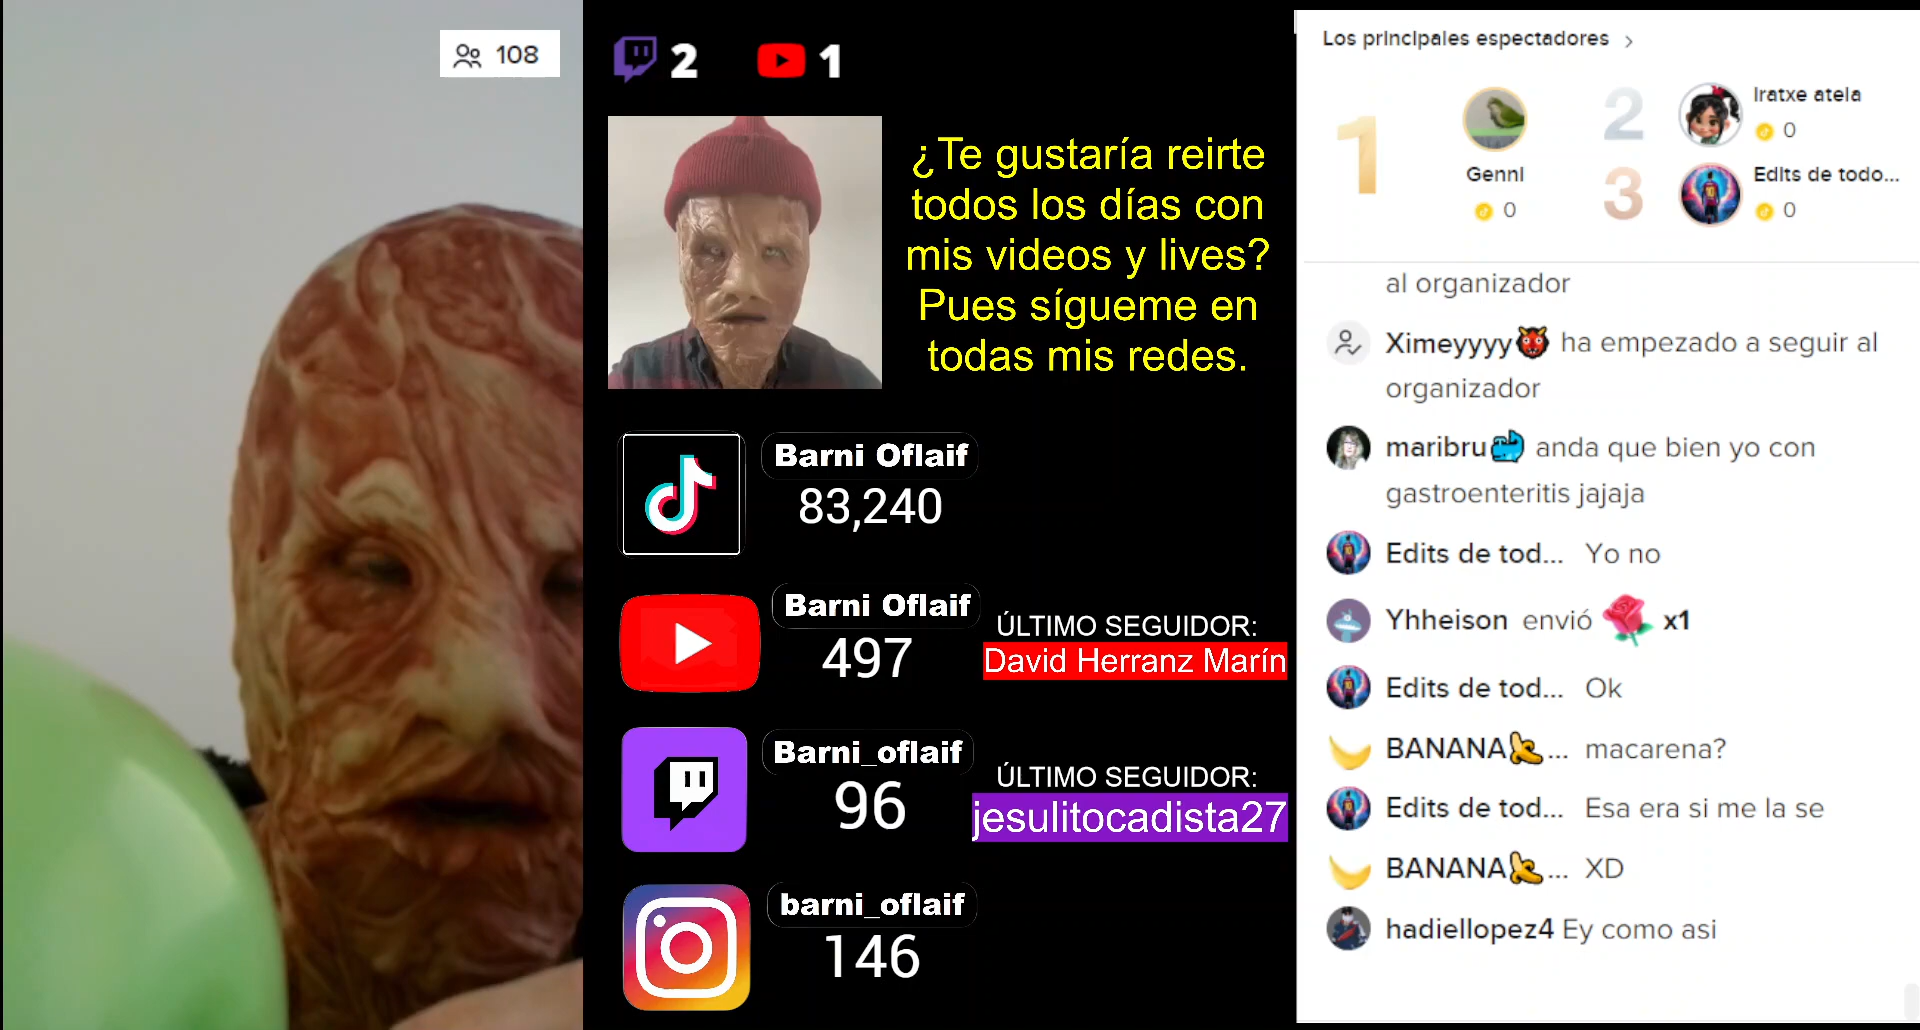 108
2
1
¿Te gustaría reirte
todos los días con
mis videos y lives?
Pues sígueme en
todas mis redes.
Barni Oflaif
83,240
Barni Oflaif
497
ÚLTIMO SEGUIDOR:
David Herranz Marín
Barni_oflaif
96
ÚLTIMO SEGUIDOR:
jesulitocadista27
barni_oflaif
146
Los principales espectadores >
1
Genni
0
2
Iratxe atela
0
3
Edits de todo...
0
al organizador
Ximeyyyy👹 ha empezado a seguir al
organizador
maribru anda que bien yo con
gastroenteritis jajaja
Edits de tod... Yo no
Yhheison envió 🌹 x1
Edits de tod... Ok
BANANA🍌... macarena?
Edits de tod... Esa era si me la se
BANANA🍌... XD
hadiellopez4 Ey como asi